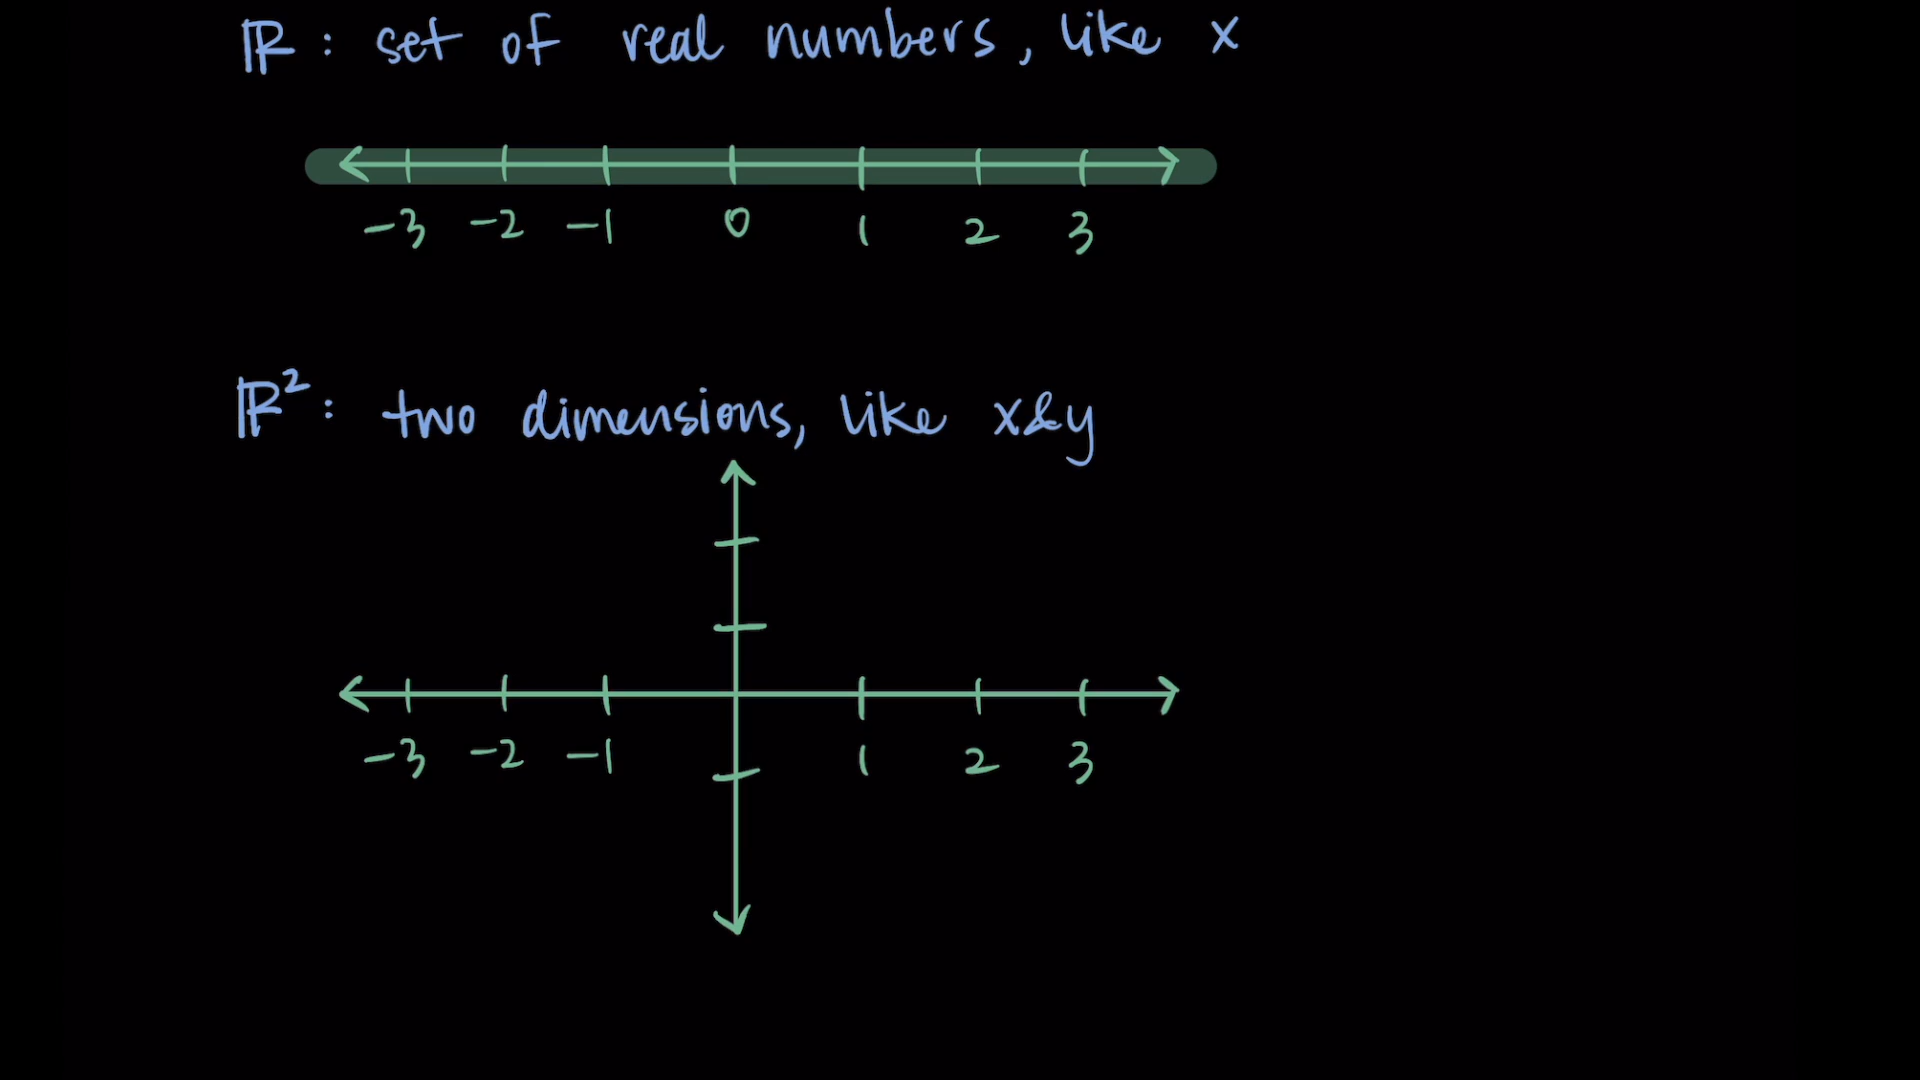 ℝ: set of real numbers, like x
-3 -2 -1 0 1 2 3
ℝ²: two dimensions, like x&y
-3 -2 -1 1 2 3